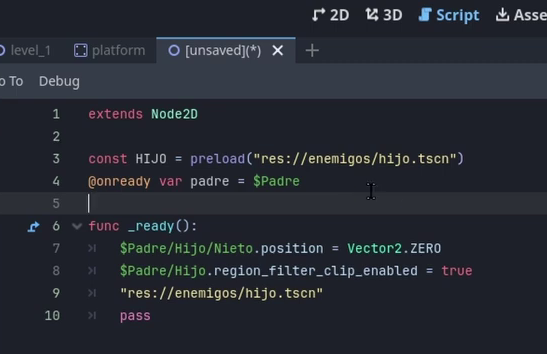 2D 3D Script Asse
level_1 platform [unsaved](*)
o To Debug
1 extends Node2D
2
3 const HIJO = preload("res://enemigos/hijo.tscn")
4 @onready var padre = $Padre
5
6 func _ready():
7 $Padre/Hijo/Nieto.position = Vector2.ZERO
8 $Padre/Hijo.region_filter_clip_enabled = true
9 "res://enemigos/hijo.tscn"
10 pass